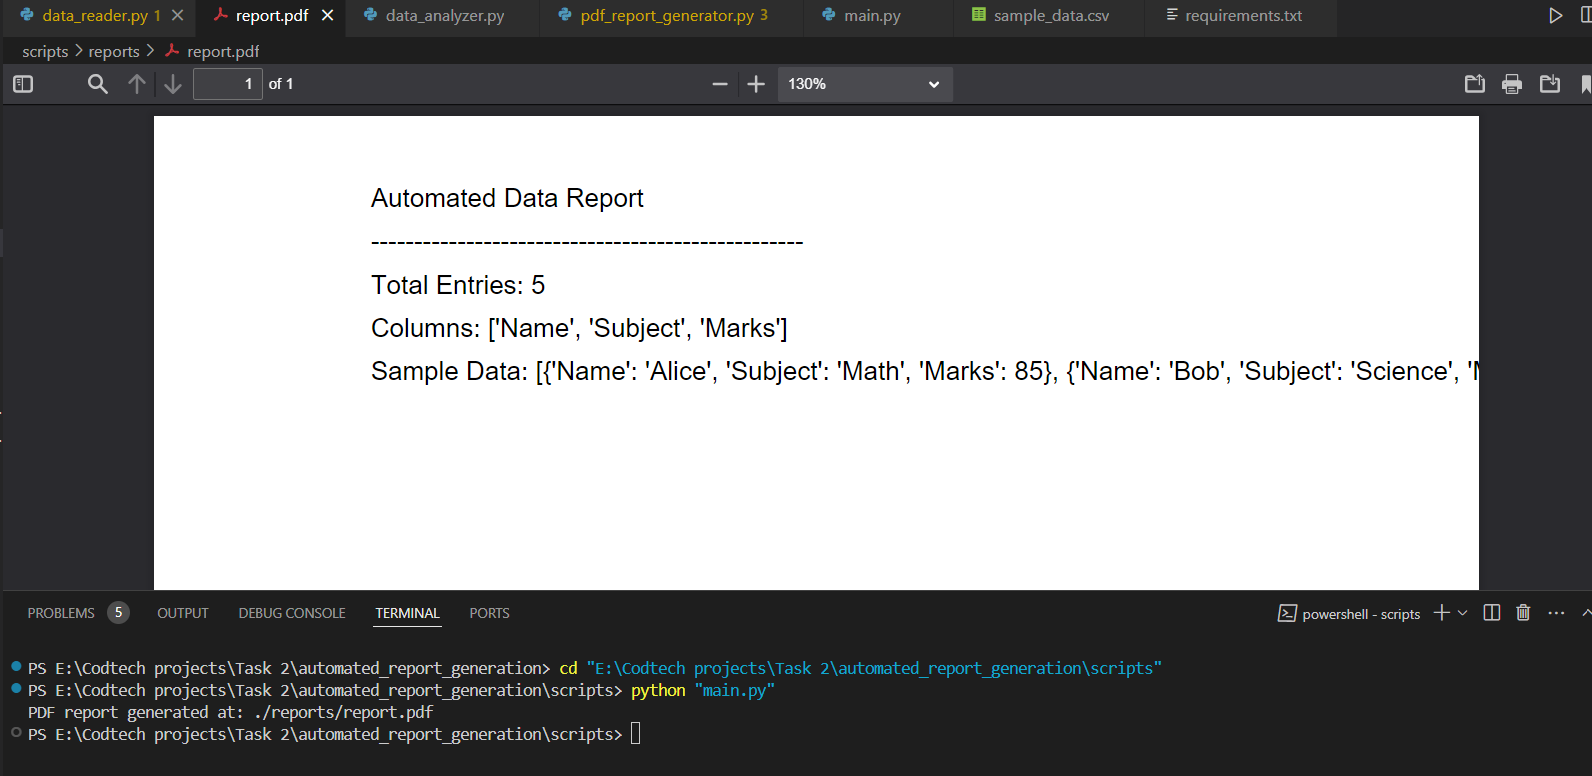 data_reader.py 1 report.pdf data_analyzer.py pdf_report_generator.py 3 main.py sample_data.csv requirements.txt
scripts > reports > report.pdf
1 of 1 130%
Automated Data Report
--------------------------------------------------
Total Entries: 5
Columns: ['Name', 'Subject', 'Marks']
Sample Data: [{'Name': 'Alice', 'Subject': 'Math', 'Marks': 85}, {'Name': 'Bob', 'Subject': 'Science', '
PROBLEMS 5 OUTPUT DEBUG CONSOLE TERMINAL PORTS powershell - scripts
PS E:\Codtech projects\Task 2\automated_report_generation> cd "E:\Codtech projects\Task 2\automated_report_generation\scripts"
PS E:\Codtech projects\Task 2\automated_report_generation\scripts> python "main.py"
PDF report generated at: ./reports/report.pdf
PS E:\Codtech projects\Task 2\automated_report_generation\scripts>